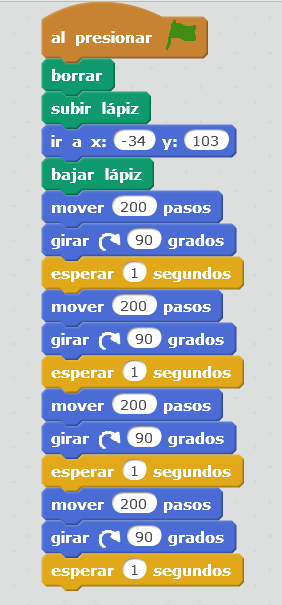 al presionar
borrar
subir lápiz
ir a x: -34 y: 103
bajar lápiz
mover 200 pasos
girar 90 grados
esperar 1 segundos
mover 200 pasos
girar 90 grados
esperar 1 segundos
mover 200 pasos
girar 90 grados
esperar 1 segundos
mover 200 pasos
girar 90 grados
esperar 1 segundos